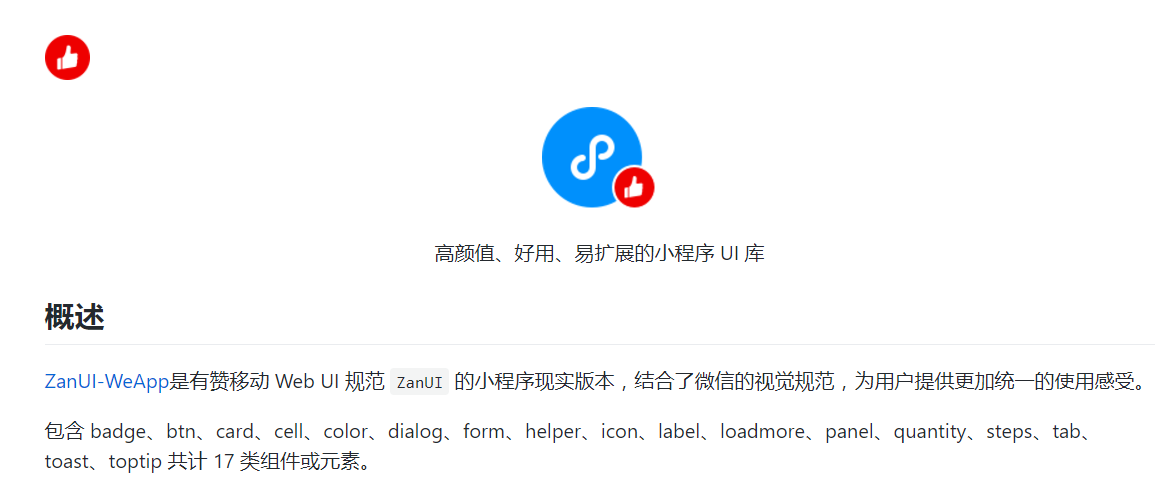 高颜值、好用、易扩展的小程序 UI 库
概述
ZanUI-WeApp是有赞移动 Web UI 规范 ZanUI 的小程序现实版本，结合了微信的视觉规范，为用户提供更加统一的使用感受。
包含 badge、btn、card、cell、color、dialog、form、helper、icon、label、loadmore、panel、quantity、steps、tab、
toast、toptip 共计 17 类组件或元素。